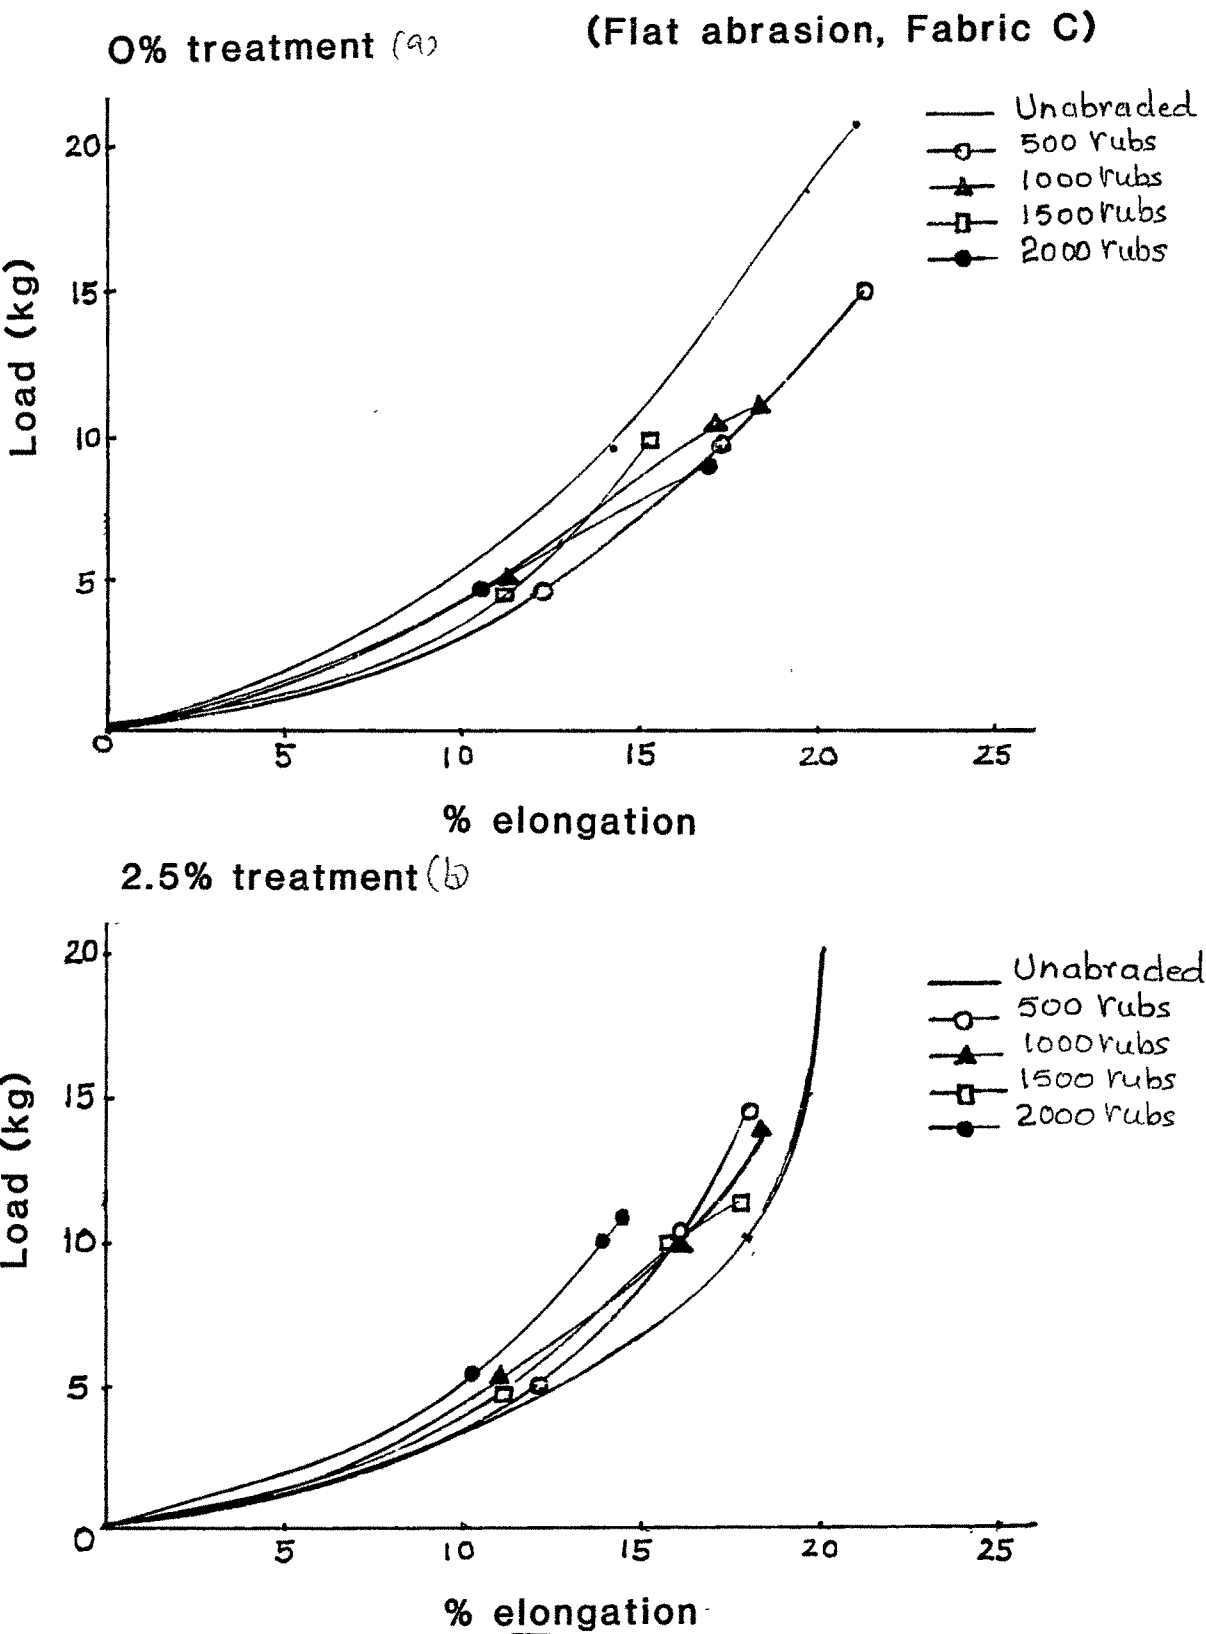 0% treatment (a)
(Flat abrasion, Fabric C)
Unabraded
500 rubs
1000 rubs
1500 rubs
2000 rubs
Load (kg)
20
15
10
5
0
5
10
15
20
25
% elongation
2.5% treatment (b
Unabraded
500 rubs
1000 rubs
1500 rubs
2000 rubs
Load (kg)
20
15
10
5
0
5
10
15
20
25
% elongation